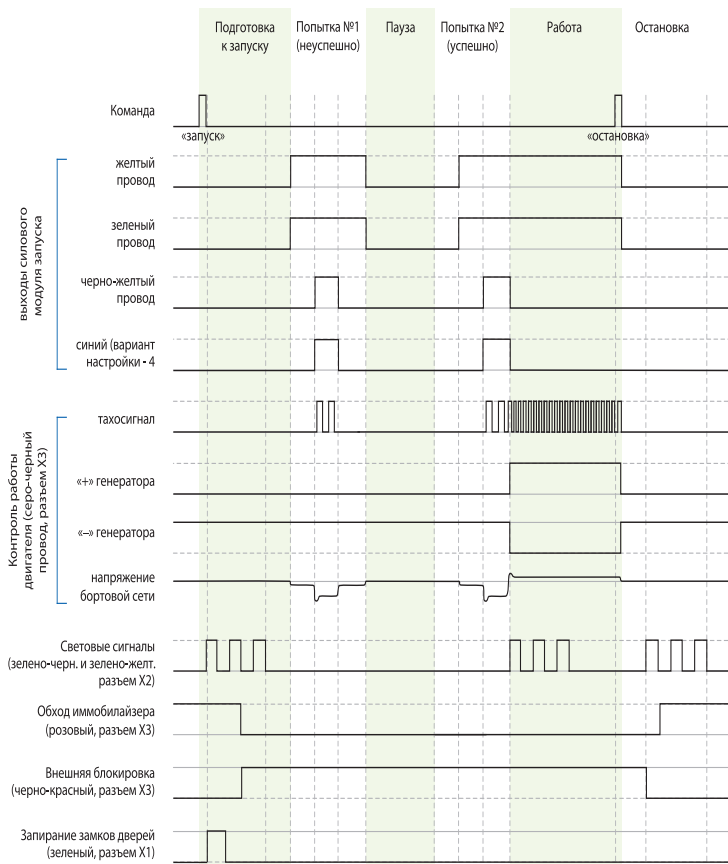 Подготовка
к запуску
Попытка №1
(неуспешно)
Пауза
Попытка №2
(успешно)
Работа
Остановка
Команда
«запуск»
«остановка»
выходы силового
модуля запуска
желтый
провод
зеленый
провод
черно-желтый
провод
синий (вариант
настройки - 4
Контроль работы
двигателя (серо-черный
провод, разъем X3)
тахосигнал
«+» генератора
«–» генератора
напряжение
бортовой сети
Световые сигналы
(зелено-черн. и зелено-желт.
разъем X2)
Обход иммобилайзера
(розовый, разъем X3)
Внешняя блокировка
(черно-красный, разъем X3)
Запирание замков дверей
(зеленый, разъем X1)